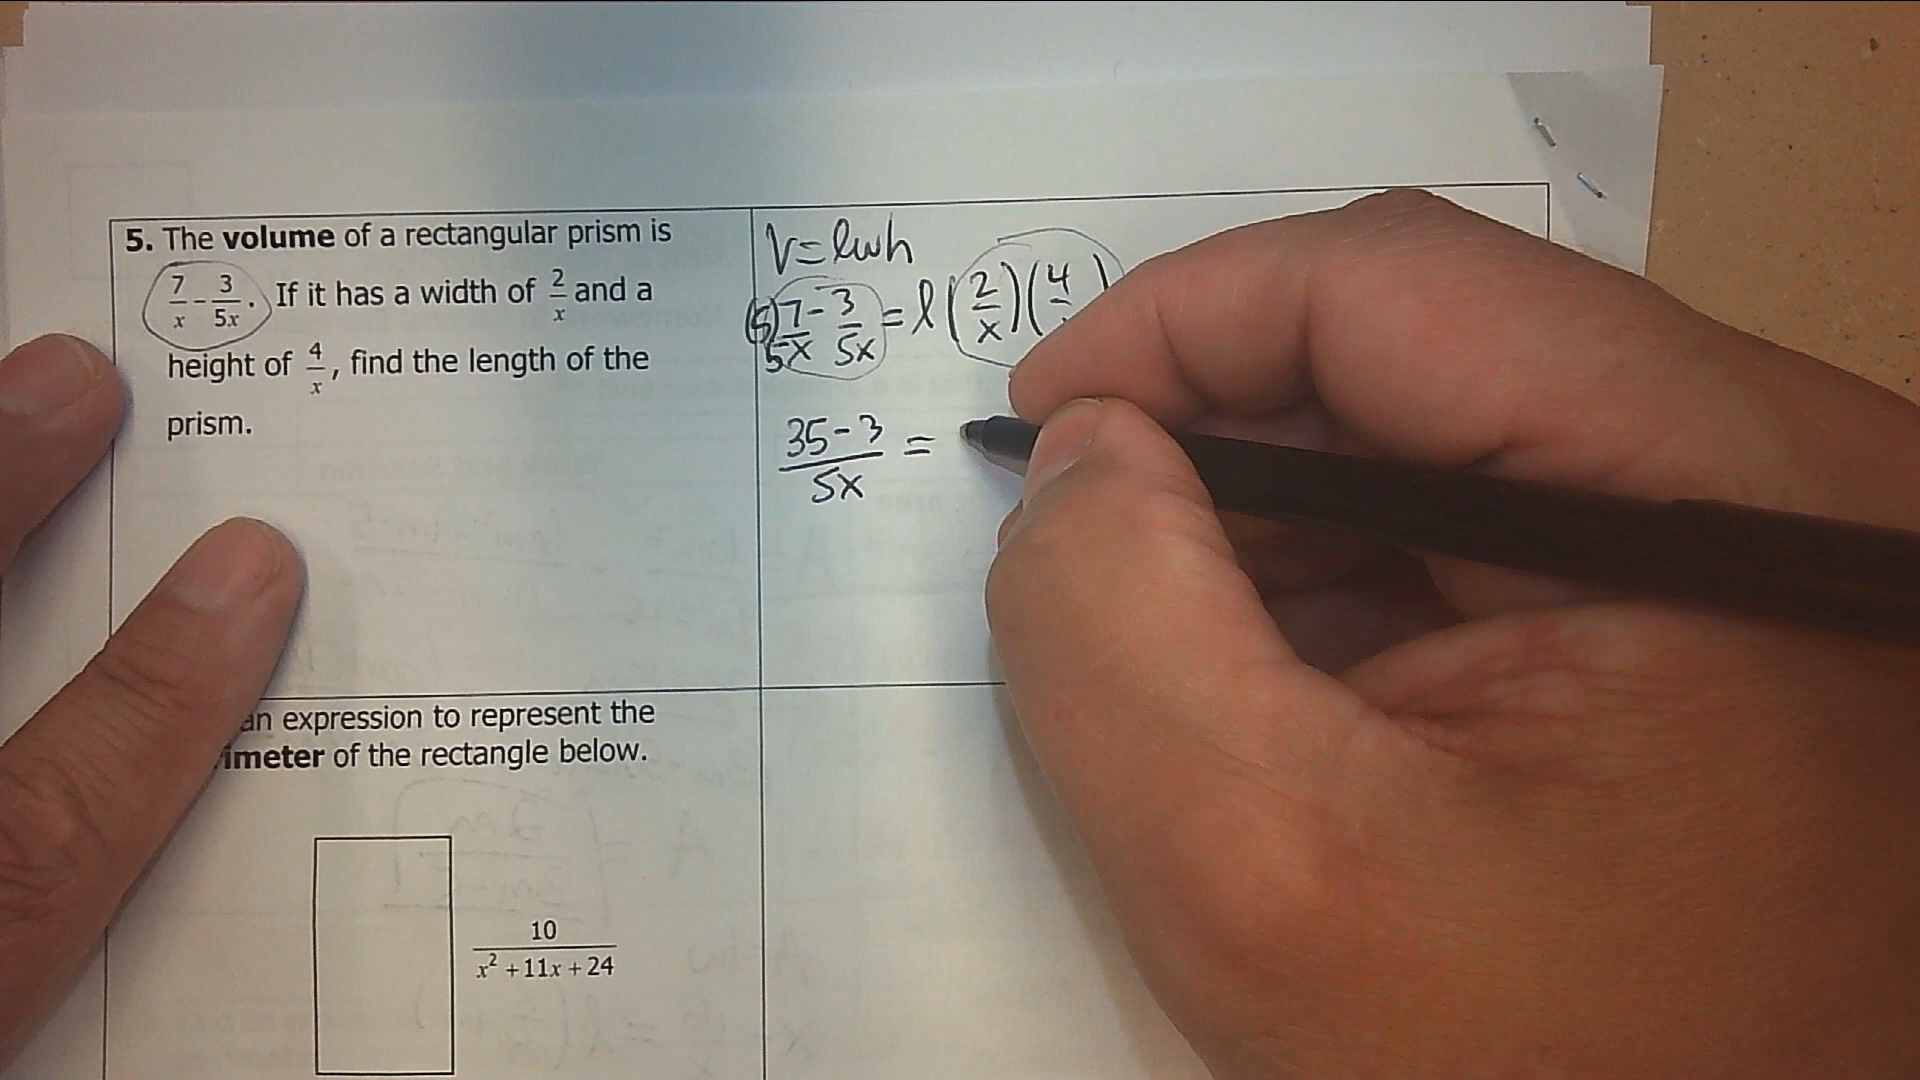 5. The volume of a rectangular prism is
7/x - 3/5x. If it has a width of 2/x and a
height of 4/x, find the length of the
prism.
V=lwh
(5)7/5x - 3/5x = l(2/x)(4/
35-3/5x =
an expression to represent the
imeter of the rectangle below.
10/x²+11x+24